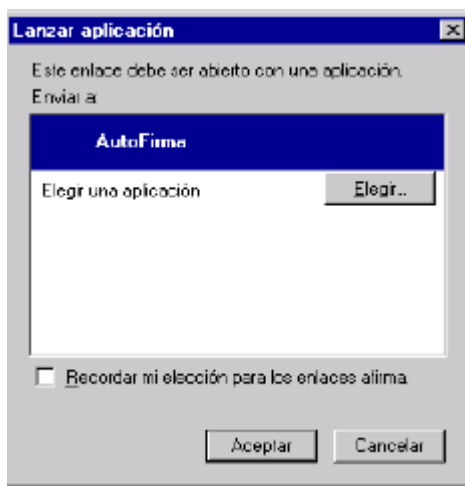 Lanzar aplicación
Este enlace debe ser abierto con una aplicación.
Enviar a:
AutoFirma
Elegir una aplicación
Elegir...
Recordar mi elección para los enlaces afirma.
Aceptar
Cancelar